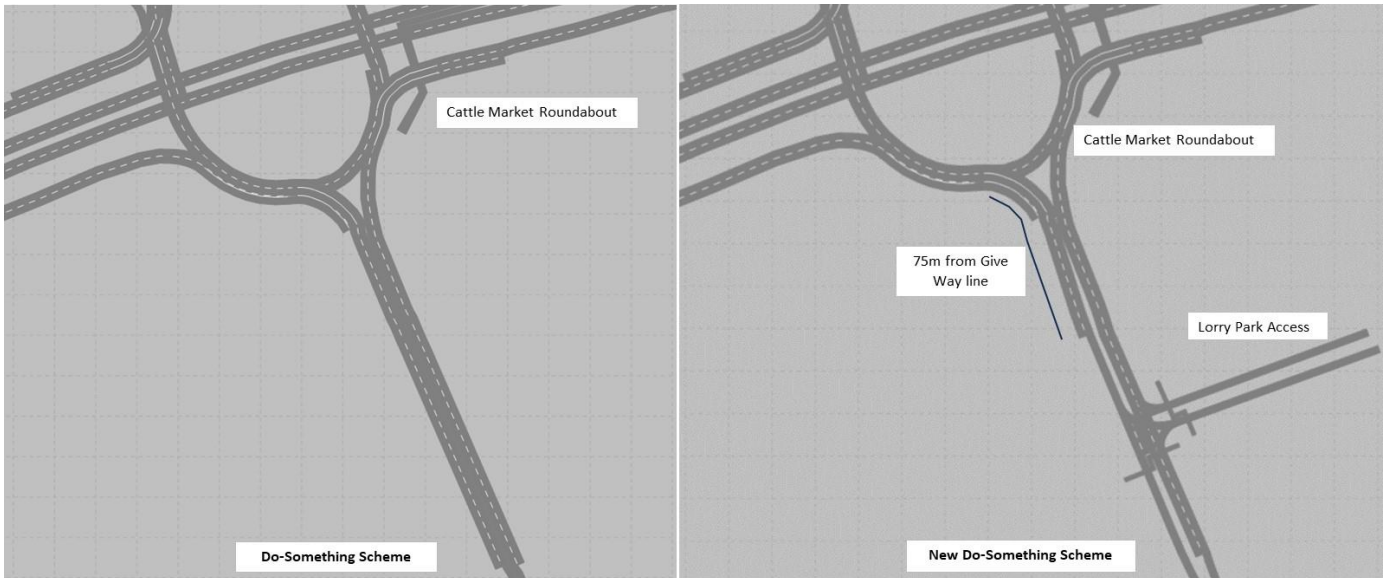 Cattle Market Roundabout
Do-Something Scheme
Cattle Market Roundabout
75m from Give
Way line
Lorry Park Access
New Do-Something Scheme